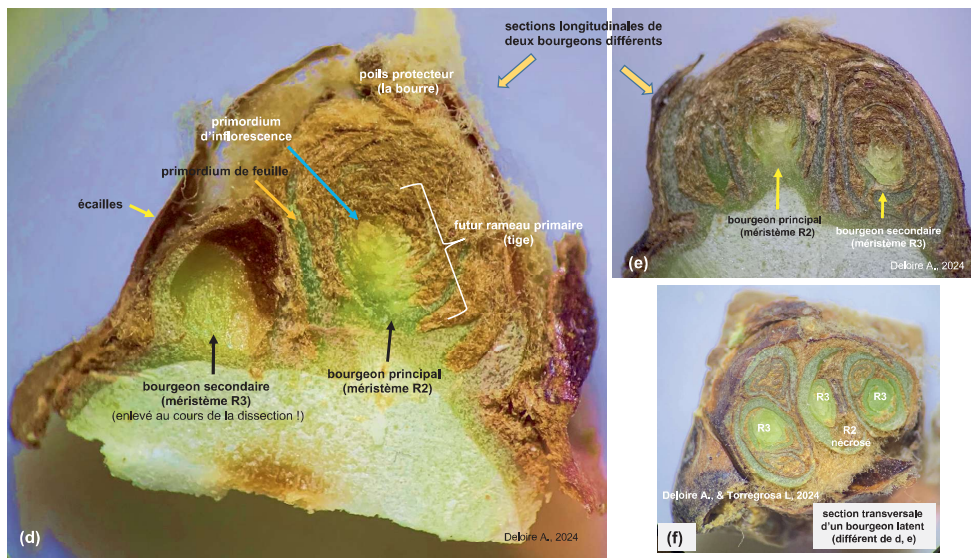 sections longitudinales de
deux bourgeons différents
poils protecteur
(la bourre)
primordium
d'inflorescence
primordium de feuille
écailles
futur rameau primaire
(tige)
bourgeon secondaire
(méristème R3)
(enlevé au cours de la dissection !)
bourgeon principal
(méristème R2)
(d)
Deloire A., 2024
bourgeon principal
(méristème R2)
bourgeon secondaire
(méristème R3)
(e)
Deloire A., 2024
R3
R3
R3
R2
nécrose
Deloire A., & Torregrosa L, 2024
section transversale
d'un bourgeon latent
(différent de d, e)
(f)